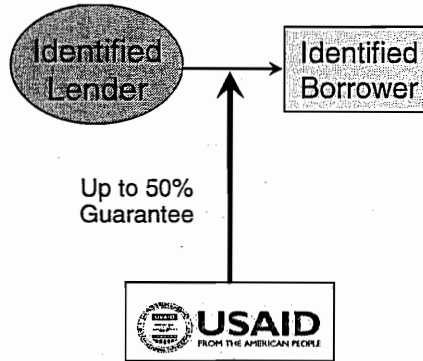 Identified
Lender
Identified
Borrower
Up to 50%
Guarantee
USAID
FROM THE AMERICAN PEOPLE